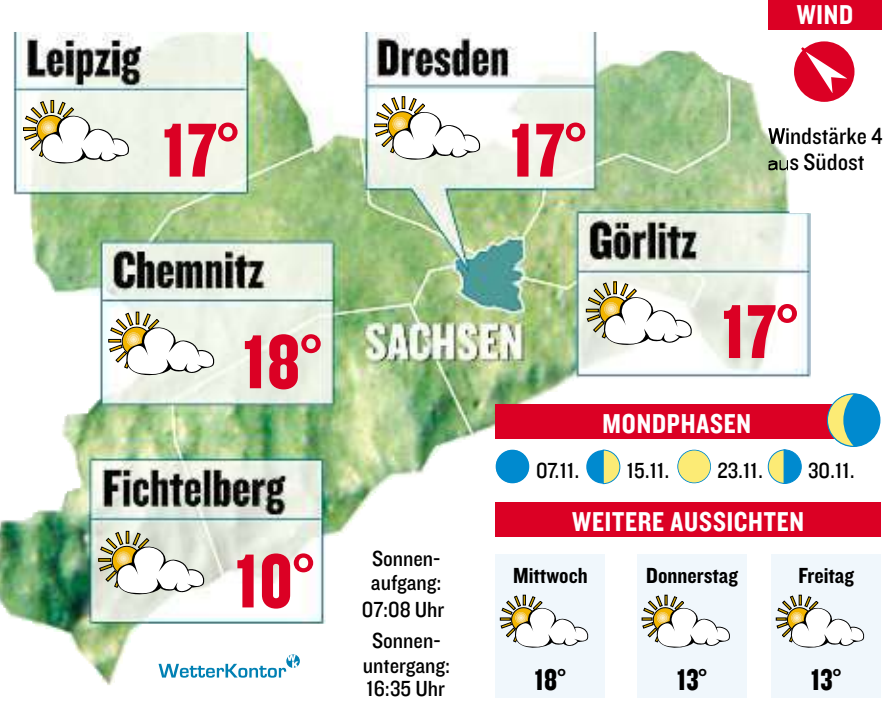 WIND
Leipzig
17°
Dresden
17°
Windstärke 4
aus Südost
Chemnitz
18°
Görlitz
17°
SACHSEN
MONDPHASEN
07.11. 15.11. 23.11. 30.11.
Fichtelberg
10°
WEITERE AUSSICHTEN
Sonnen-
aufgang:
07:08 Uhr
Sonnen-
untergang:
16:35 Uhr
Mittwoch
18°
Donnerstag
13°
Freitag
13°
WetterKontor